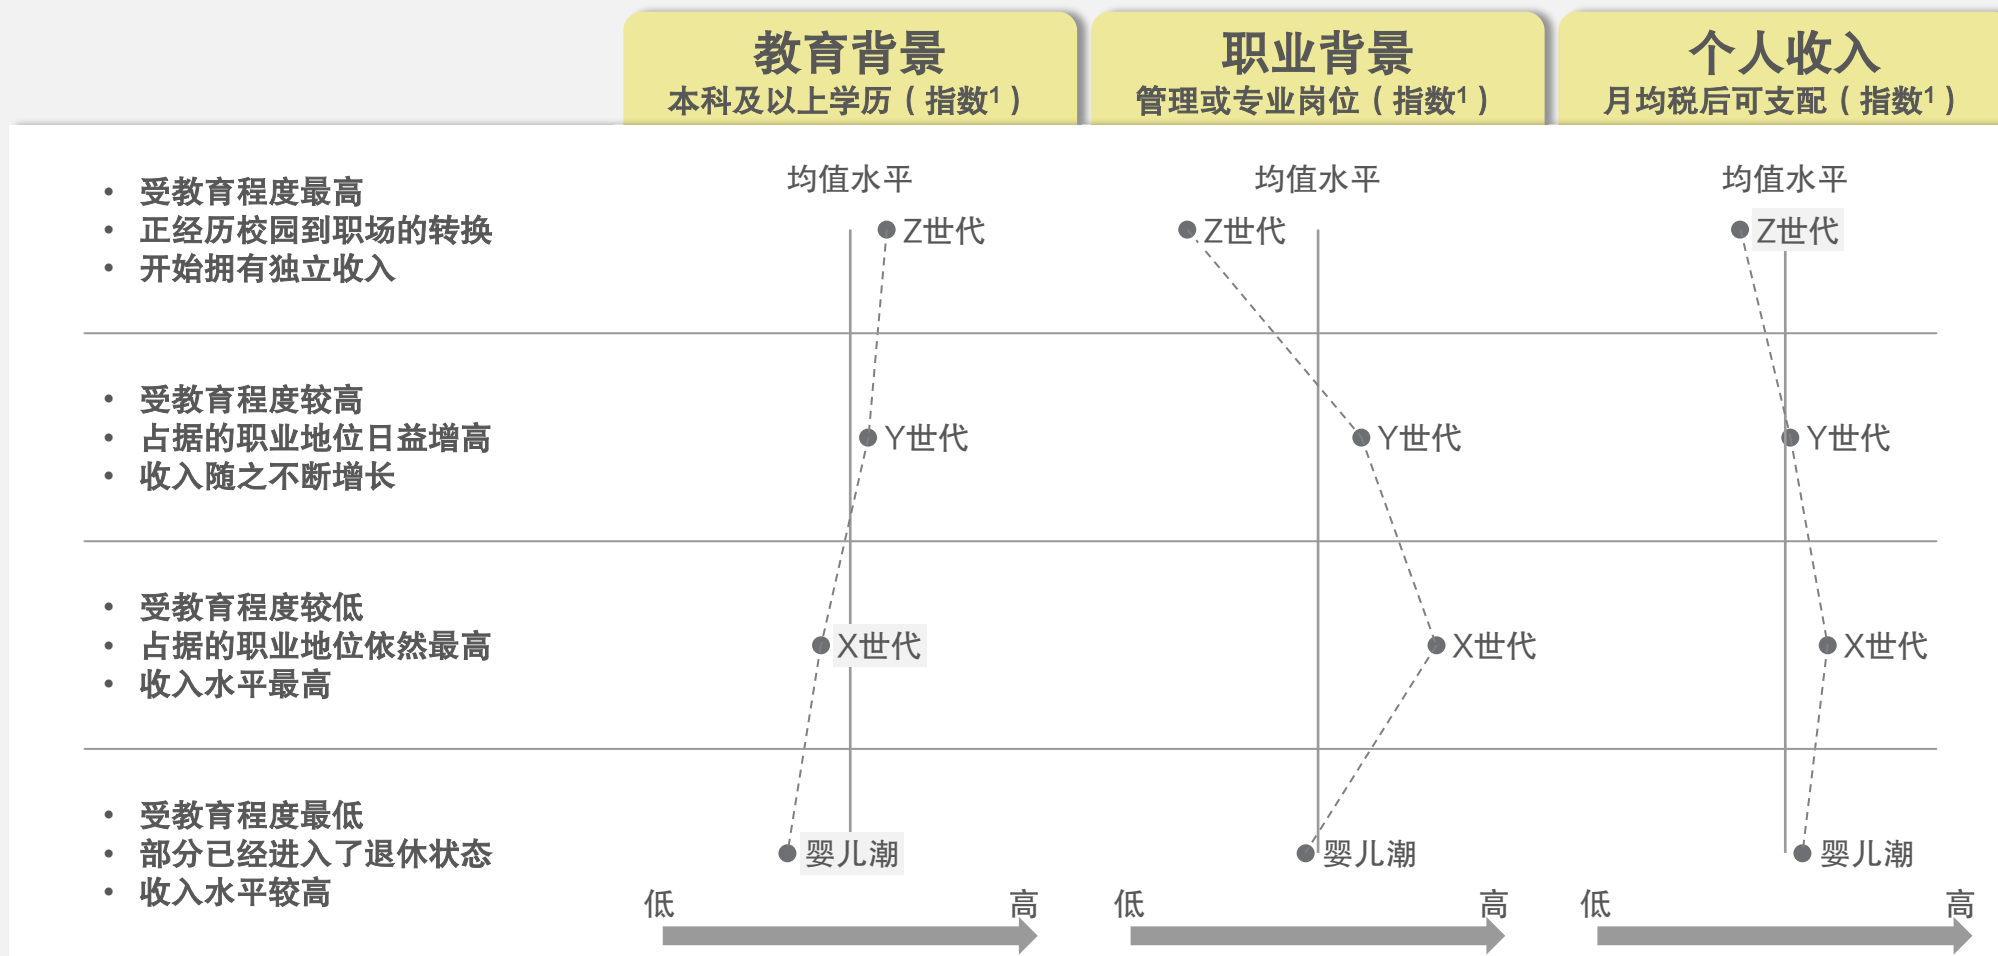 教育背景
本科及以上学历（指数1）
职业背景
管理或专业岗位（指数1）
个人收入
月均税后可支配（指数1）
• 受教育程度最高
• 正经历校园到职场的转换
• 开始拥有独立收入
均值水平
Z世代
均值水平
Z世代
均值水平
Z世代
• 受教育程度较高
• 占据的职业地位日益增高
• 收入随之不断增长
Y世代
Y世代
Y世代
• 受教育程度较低
• 占据的职业地位依然最高
• 收入水平最高
X世代
X世代
X世代
• 受教育程度最低
• 部分已经进入了退休状态
• 收入水平较高
婴儿潮
婴儿潮
婴儿潮
低 高
低 高
低 高